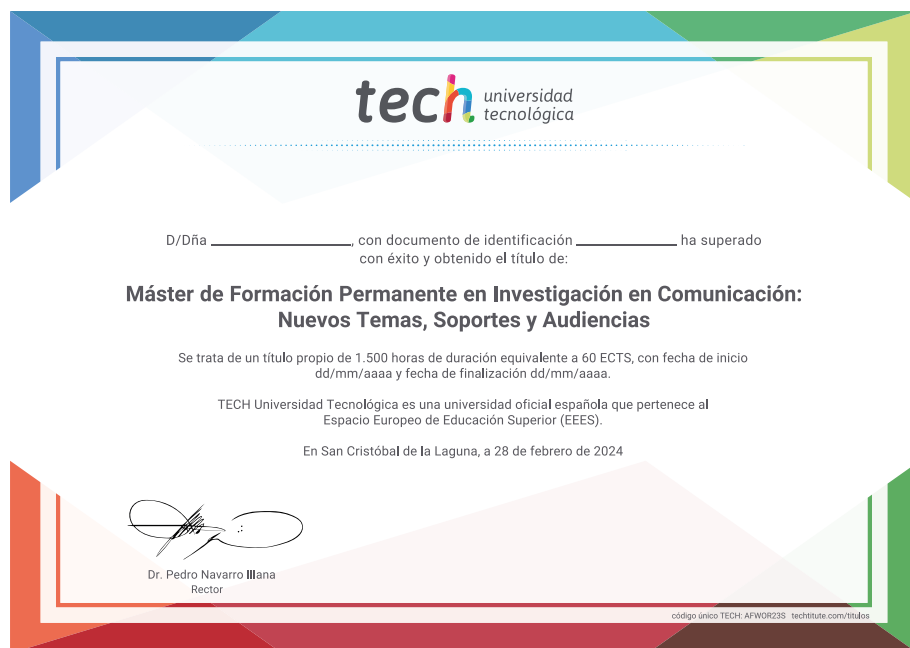 tech universidad
tecnológica
D/Dña ____________________, con documento de identificación ______________ ha superado
con éxito y obtenido el título de:
Máster de Formación Permanente en Investigación en Comunicación:
Nuevos Temas, Soportes y Audiencias
Se trata de un título propio de 1.500 horas de duración equivalente a 60 ECTS, con fecha de inicio
dd/mm/aaaa y fecha de finalización dd/mm/aaaa.
TECH Universidad Tecnológica es una universidad oficial española que pertenece al
Espacio Europeo de Educación Superior (EEES).
En San Cristóbal de la Laguna, a 28 de febrero de 2024
Dr. Pedro Navarro Illana
Rector
código único TECH: AFWOR23S techtitute.com/titulos